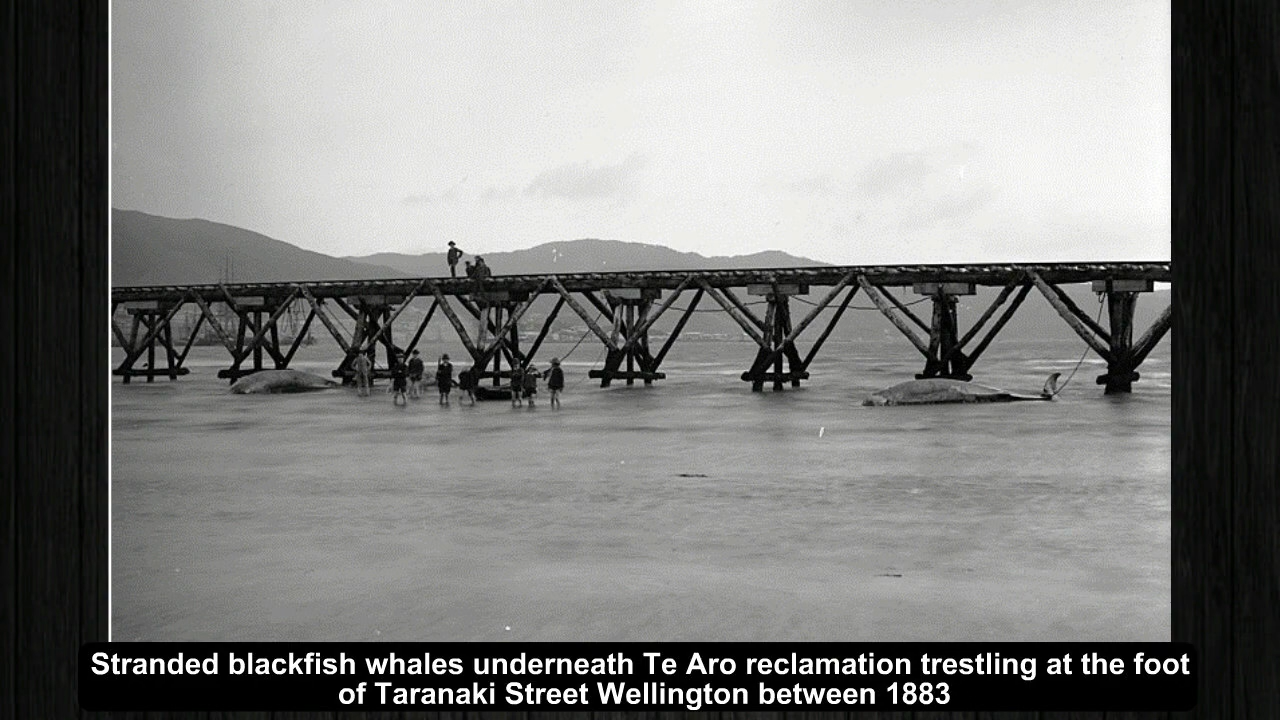 Stranded blackfish whales underneath Te Aro reclamation trestling at the foot
of Taranaki Street Wellington between 1883